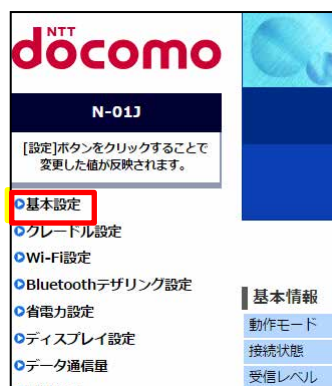 NTT
docomo
N-01J
[設定]ボタンをクリックすることで
変更した値が反映されます。
基本設定
クレードル設定
Wi-Fi設定
Bluetoothテザリング設定
省電力設定
ディスプレイ設定
データ通信量
基本情報
動作モード
接続状態
受信レベル